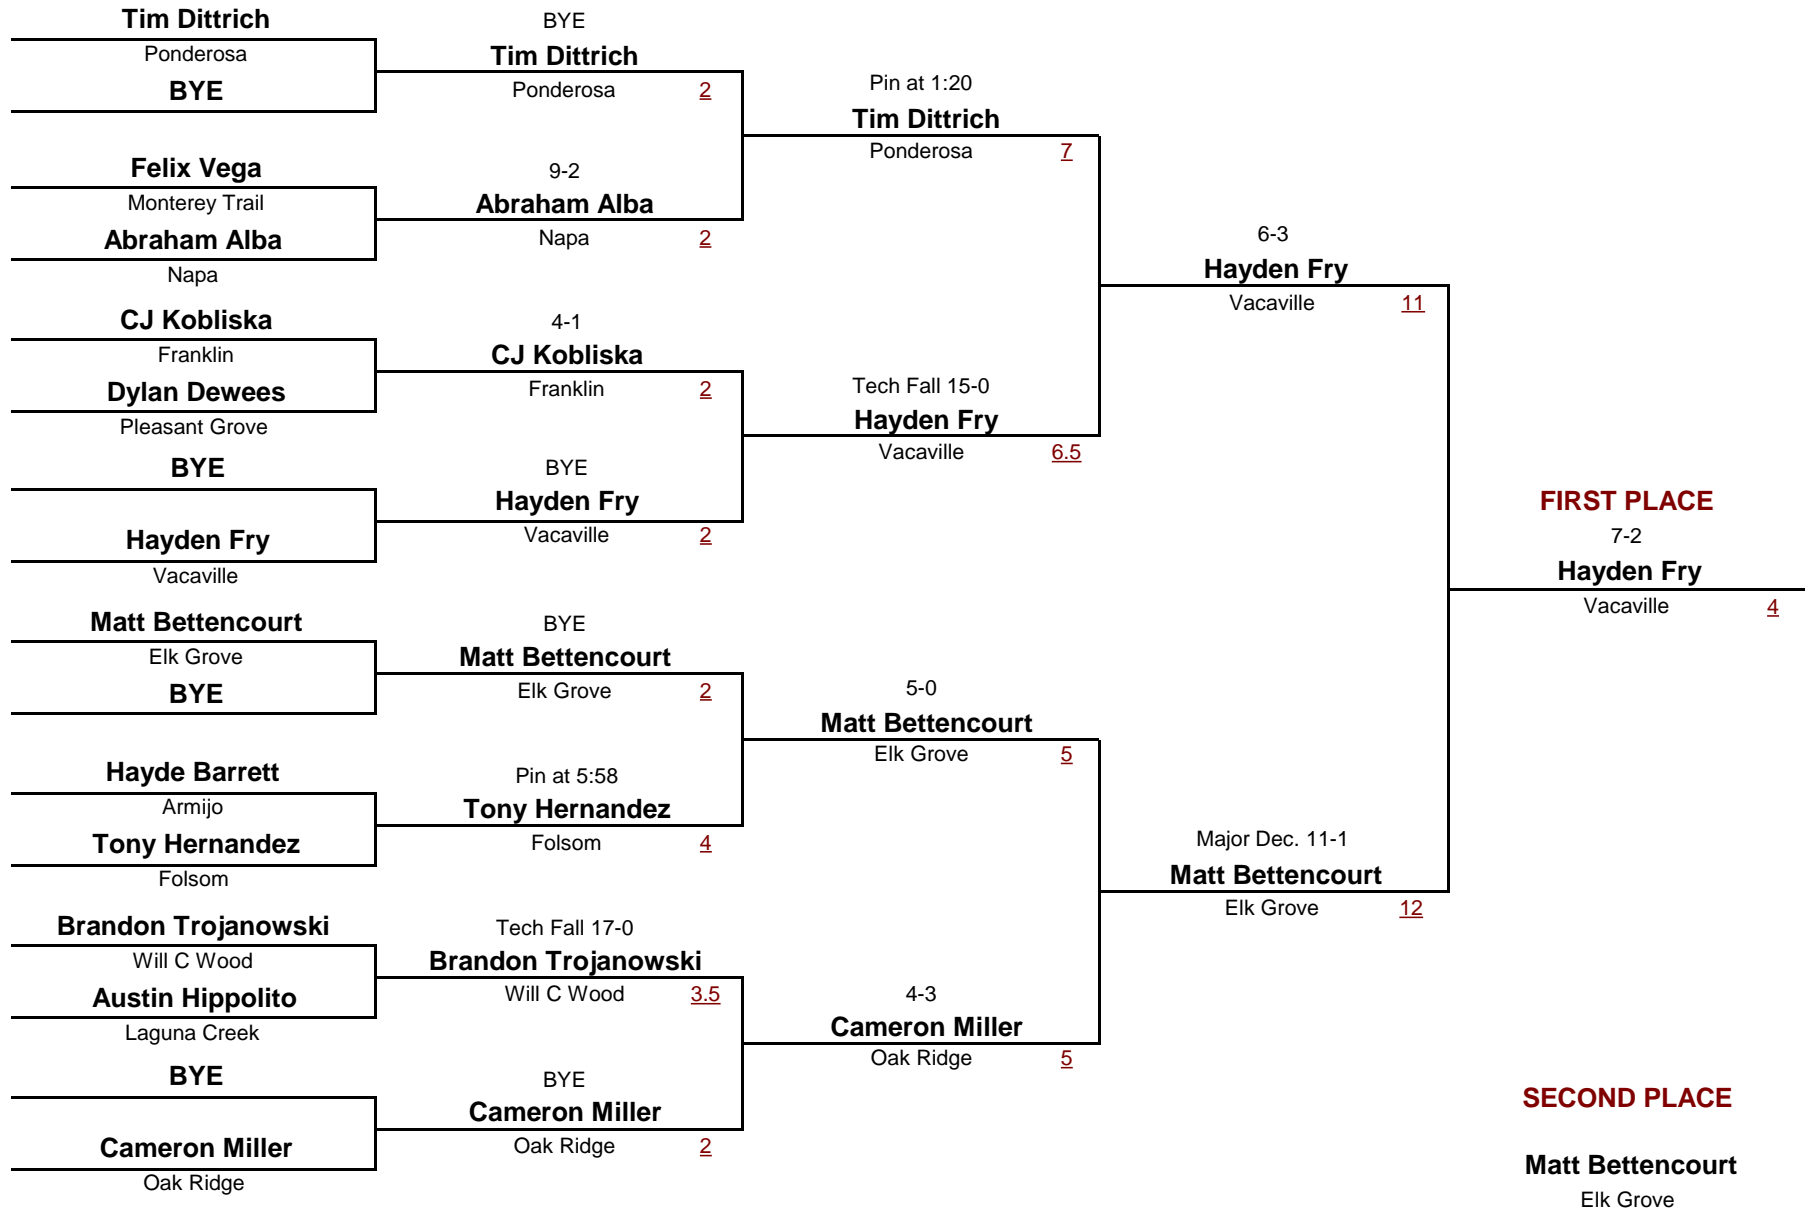 Tim Dittrich
Ponderosa
BYE
Felix Vega
Monterey Trail
Abraham Alba
Napa
CJ Kobliska
Franklin
Dylan Dewees
Pleasant Grove
BYE
Hayden Fry
Vacaville
Matt Bettencourt
Elk Grove
BYE
Hayde Barrett
Armijo
Tony Hernandez
Folsom
Brandon Trojanowski
Will C Wood
Austin Hippolito
Laguna Creek
BYE
Cameron Miller
Oak Ridge
BYE
Tim Dittrich
Ponderosa 2
9-2
Abraham Alba
Napa 2
4-1
CJ Kobliska
Franklin 2
BYE
Hayden Fry
Vacaville 2
BYE
Matt Bettencourt
Elk Grove 2
Pin at 5:58
Tony Hernandez
Folsom 4
Tech Fall 17-0
Brandon Trojanowski
Will C Wood 3.5
BYE
Cameron Miller
Oak Ridge 2
Pin at 1:20
Tim Dittrich
Ponderosa 7
Tech Fall 15-0
Hayden Fry
Vacaville 6.5
5-0
Matt Bettencourt
Elk Grove 5
4-3
Cameron Miller
Oak Ridge 5
6-3
Hayden Fry
Vacaville 11
Major Dec. 11-1
Matt Bettencourt
Elk Grove 12
FIRST PLACE
7-2
Hayden Fry
Vacaville 4
SECOND PLACE
Matt Bettencourt
Elk Grove